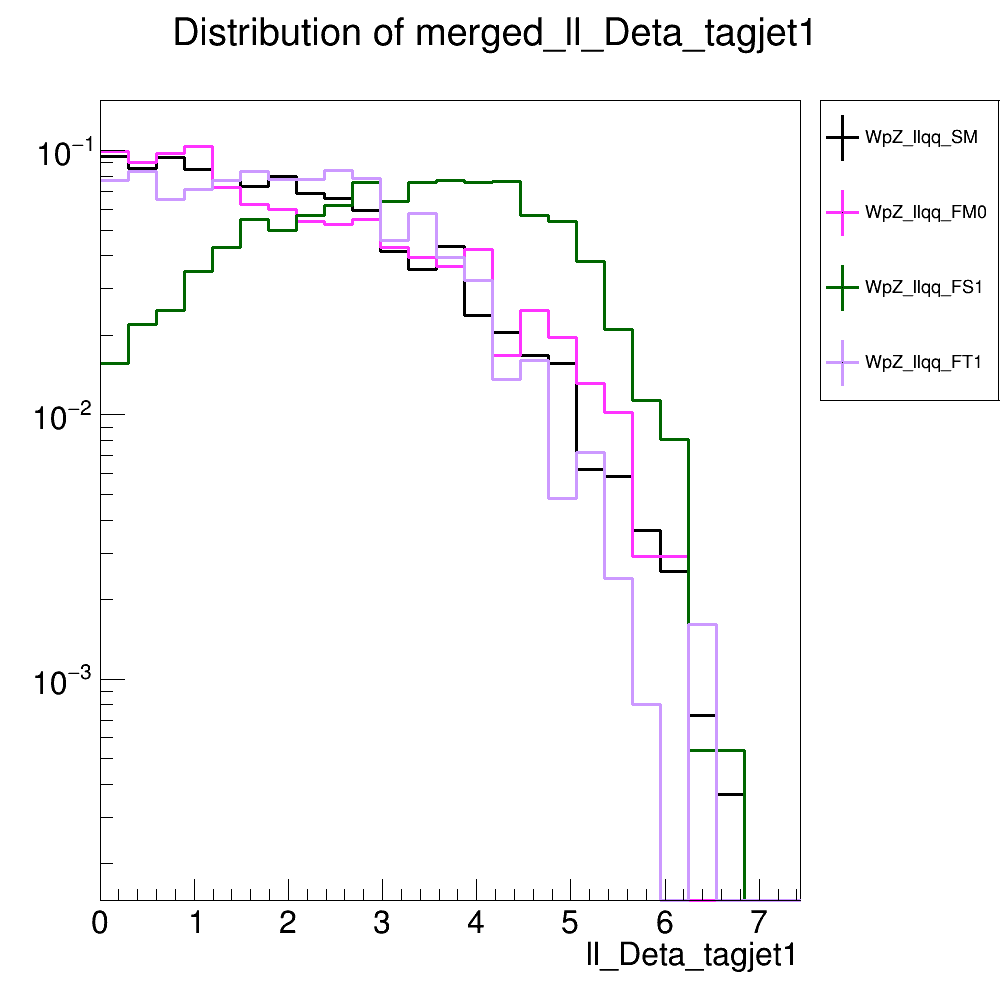 Distribution of merged_ll_Deta_tagjet1
10⁻¹
10⁻²
10⁻³
0 1 2 3 4 5 6 7
ll_Deta_tagjet1
WpZ_llqq_SM
WpZ_llqq_FM0
WpZ_llqq_FS1
WpZ_llqq_FT1